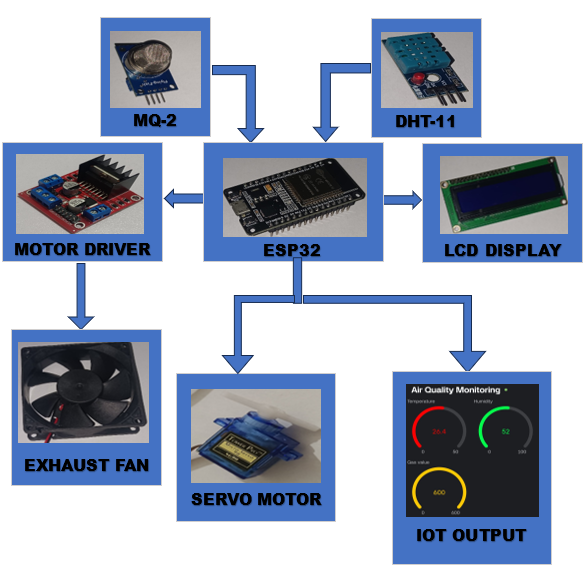 MQ-2
DHT-11
MOTOR DRIVER
ESP32
LCD DISPLAY
EXHAUST FAN
SERVO MOTOR
Air Quality Monitoring
Temperature
Humidity
26.4
52
0
50
0
100
Gas value
600
0
600
IOT OUTPUT